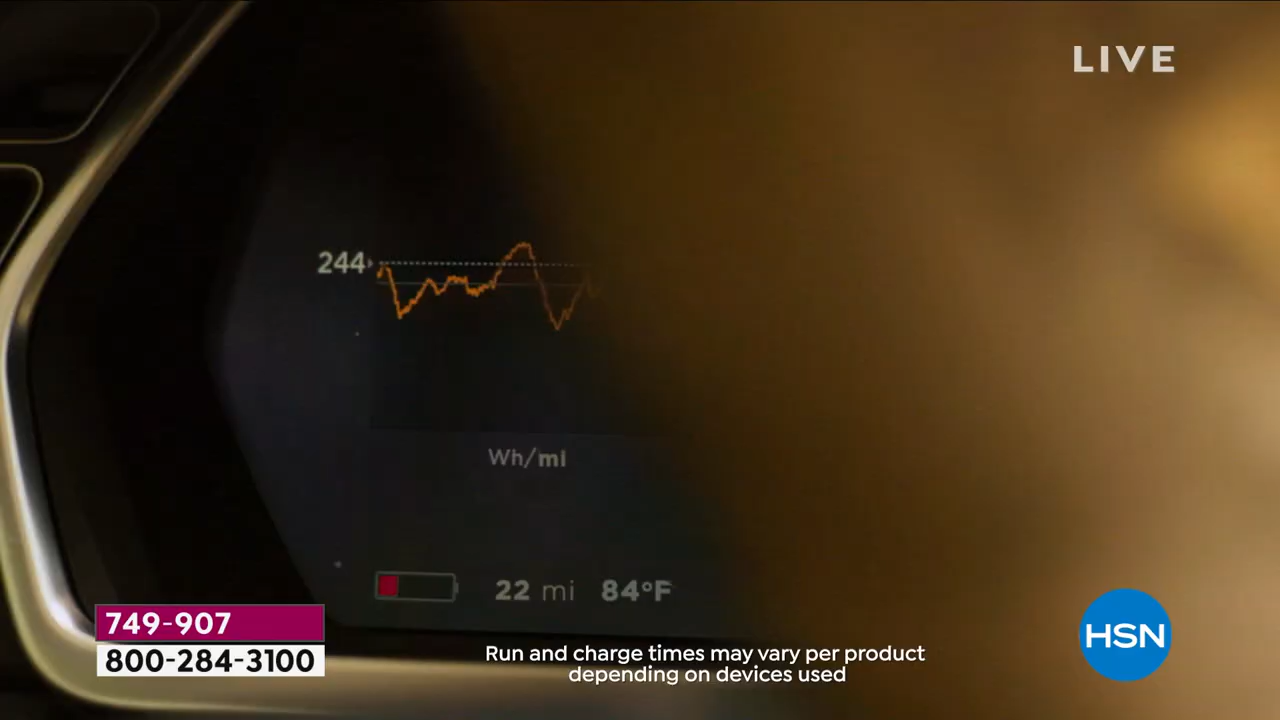 LIVE
244
Wh/mi
22 mi 84°F
749-907
800-284-3100
Run and charge times may vary per product
depending on devices used
HSN